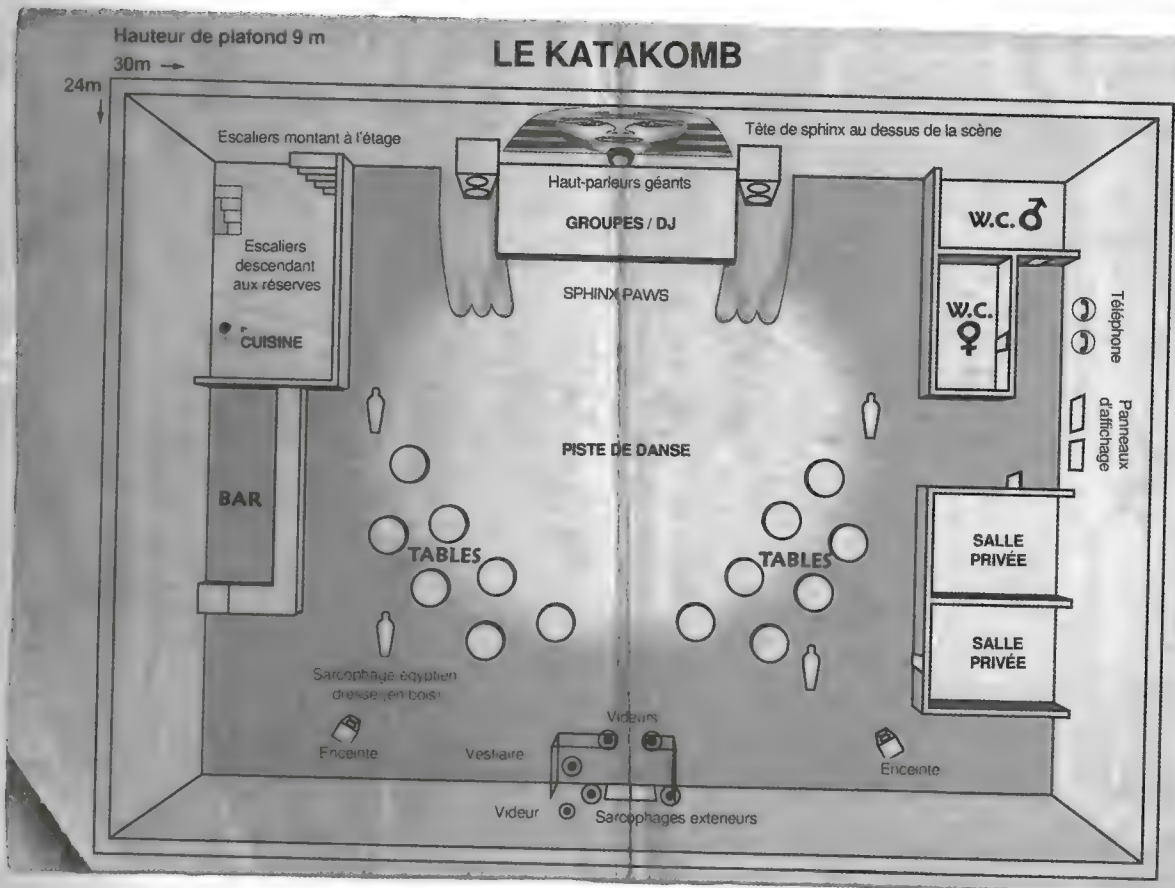 Hauteur de plafond 9 m
LE KATAKOMB
30m
24m
Escaliers montant à l'étage
Tête de sphinx au dessus de la scène
Haut-parleurs géants
GROUPES / DJ
W.C.
Escaliers
descendant
aux réserves
SPHINX PAWS
W.C.
Téléphone
CUISINE
Panneaux
d'affichage
PISTE DE DANSE
BAR
TABLES
TABLES
SALLE
PRIVÉE
SALLE
PRIVÉE
Sarcophage égyptien
dressé (en bois)
Videurs
Enceinte
Vestiaire
Enceinte
Videur
Sarcophages exterieurs